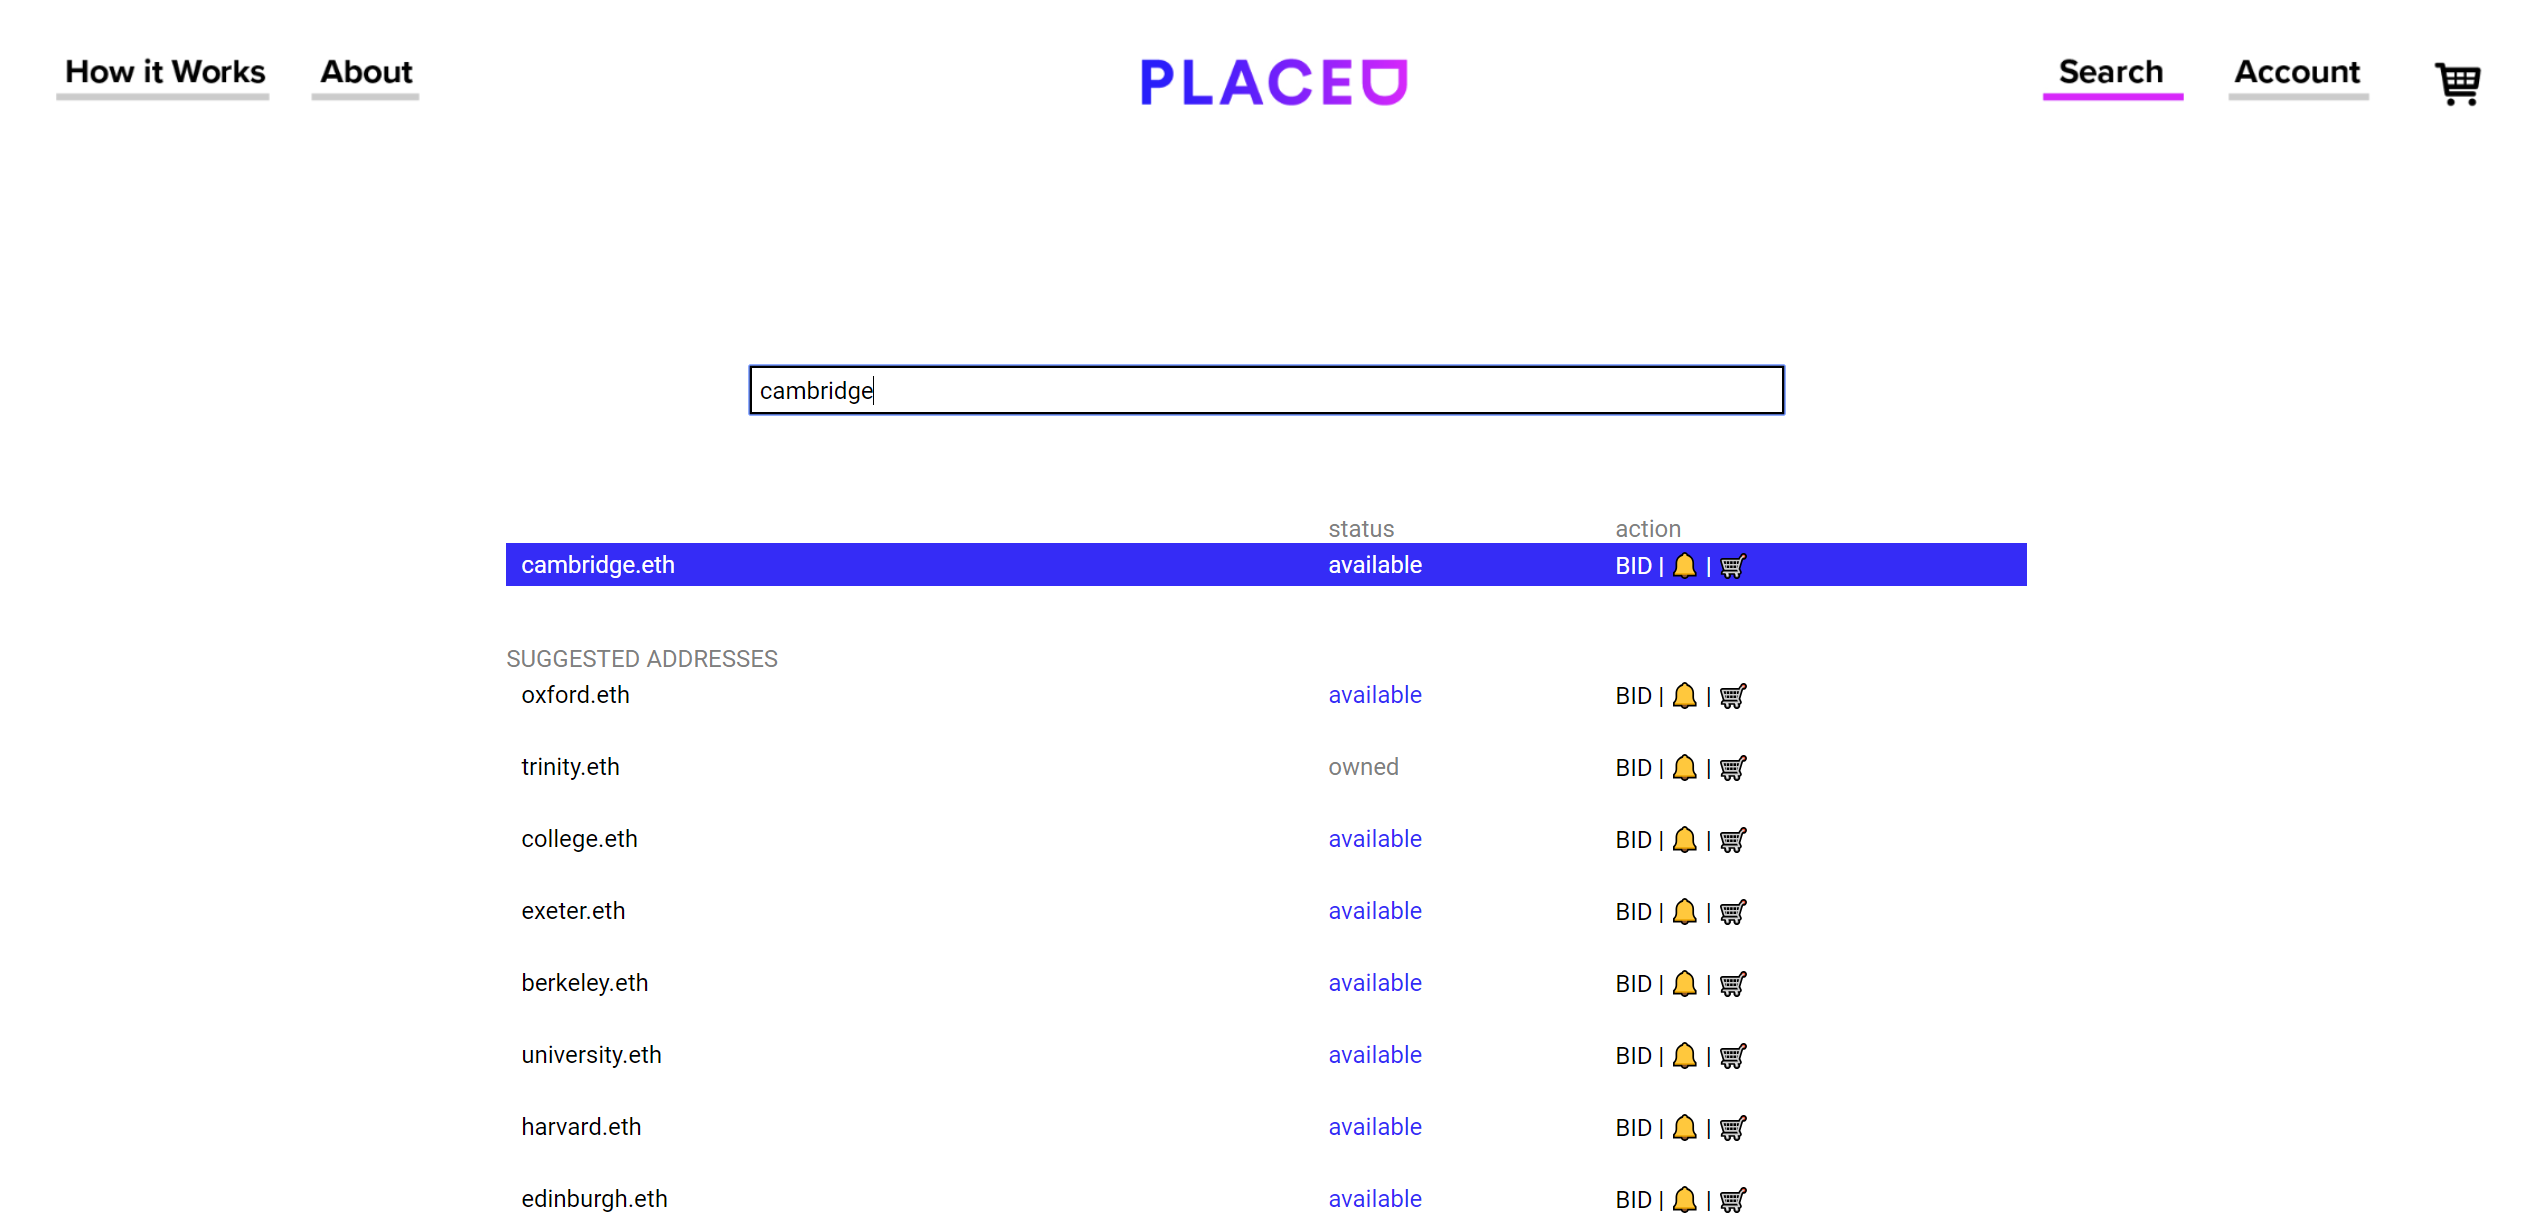 How it Works About PLACED Search Account
cambridge
status action
cambridge.eth available BID | 🔔 | 🛒
SUGGESTED ADDRESSES
oxford.eth available BID | 🔔 | 🛒
trinity.eth owned BID | 🔔 | 🛒
college.eth available BID | 🔔 | 🛒
exeter.eth available BID | 🔔 | 🛒
berkeley.eth available BID | 🔔 | 🛒
university.eth available BID | 🔔 | 🛒
harvard.eth available BID | 🔔 | 🛒
edinburgh.eth available BID | 🔔 | 🛒